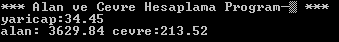 *** Alan ve Cevre Hesaplama Program─▒ ***
yaricap:34.45
alan: 3629.84 cevre:213.52